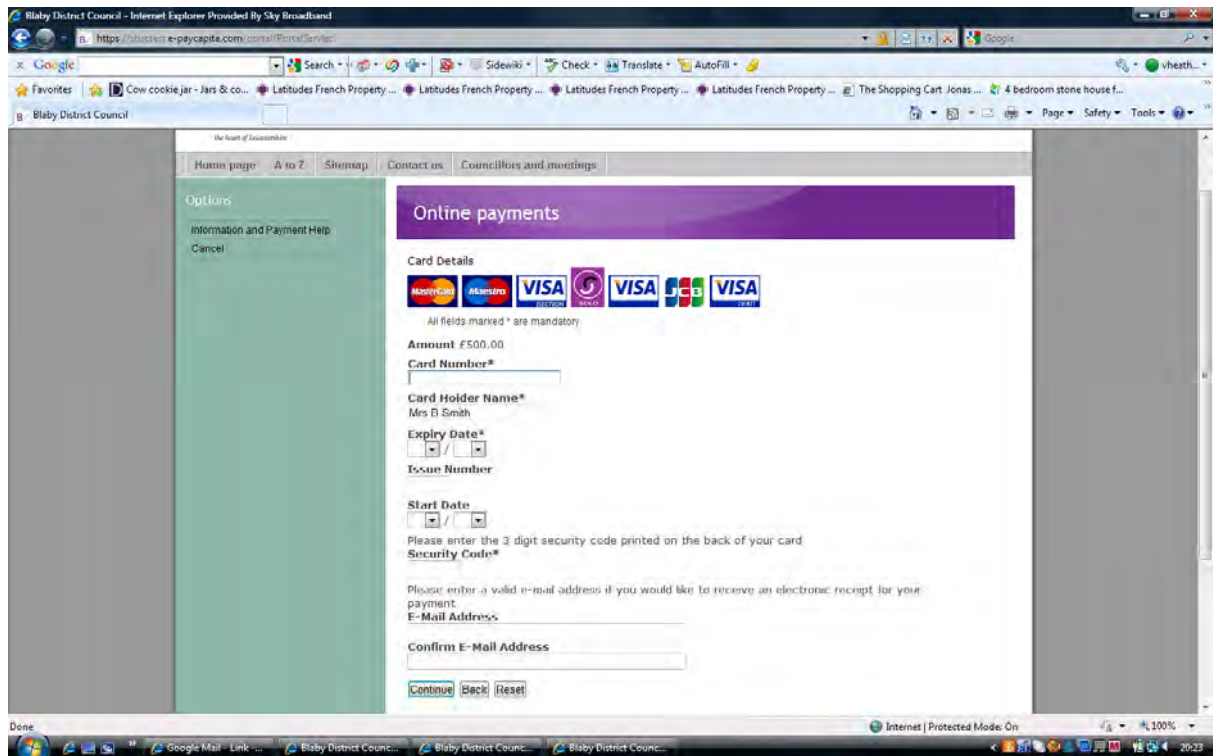 Blaby District Council - Internet Explorer Provided By Sky Broadband
e-paycapita.com
Google
Google
Search
Sidewiki
Check
Translate
AutoFill
vheath...
Favorites
Cow cookie jar - Jars & co...
Latitudes French Property ...
Latitudes French Property ...
Latitudes French Property ...
Latitudes French Property ...
The Shopping Cart Jonas ...
4 bedroom stone house f...
Blaby District Council
Page
Safety
Tools
the heart of Leicestershire
Home page
A to Z
Sitemap
Contact us
Councillors and meetings
Options
Information and Payment Help
Cancel
Online payments
Card Details
MasterCard
Maestro
VISA
ELECTRON
SOLO
VISA
JCB
VISA
DEBIT
All fields marked * are mandatory
Amount £500.00
Card Number*
Card Holder Name*
Mrs B Smith
Expiry Date*
/
Issue Number
Start Date
/
Please enter the 3 digit security code printed on the back of your card
Security Code*
Please enter a valid e-mail address if you would like to receive an electronic receipt for your
payment
E-Mail Address
Confirm E-Mail Address
Continue
Back
Reset
Done
Internet | Protected Mode: On
100%
Google Mail - Link -...
Blaby District Counc...
Blaby District Counc...
Blaby District Counc...
20:23